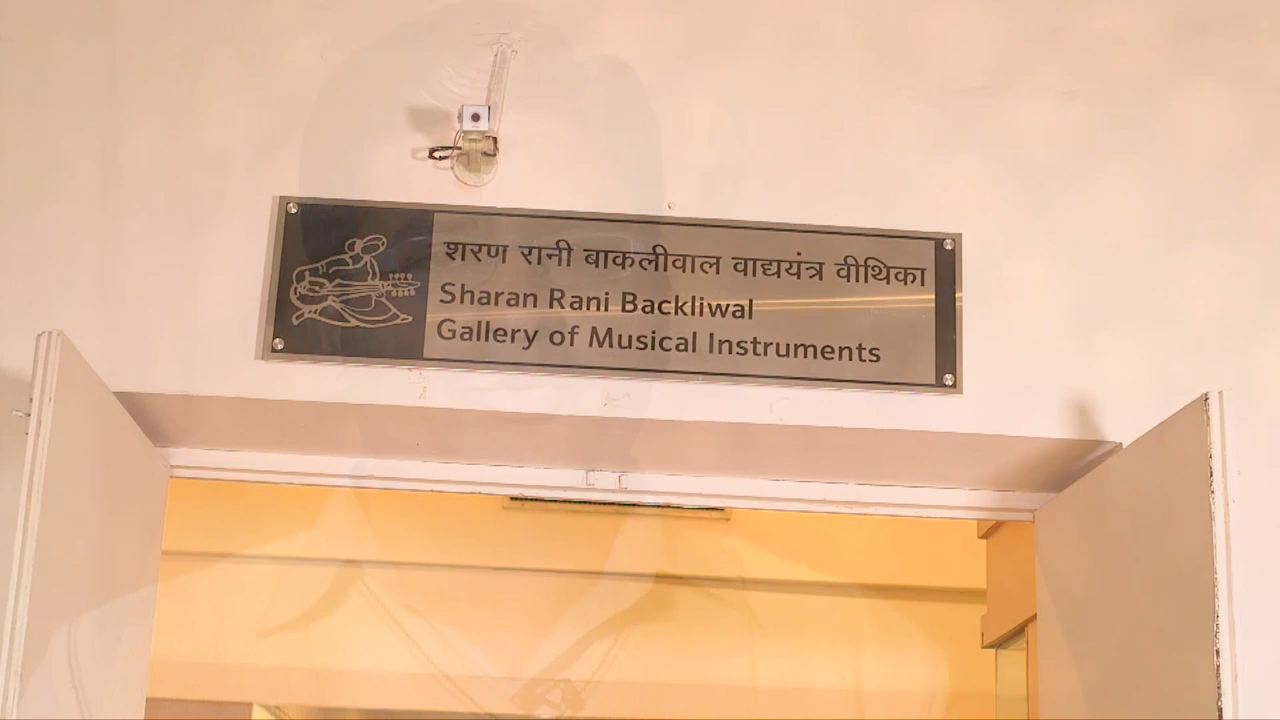 शरण रानी बाकलीवाल वाद्ययंत्र वीथिका
Sharan Rani Backliwal
Gallery of Musical Instruments